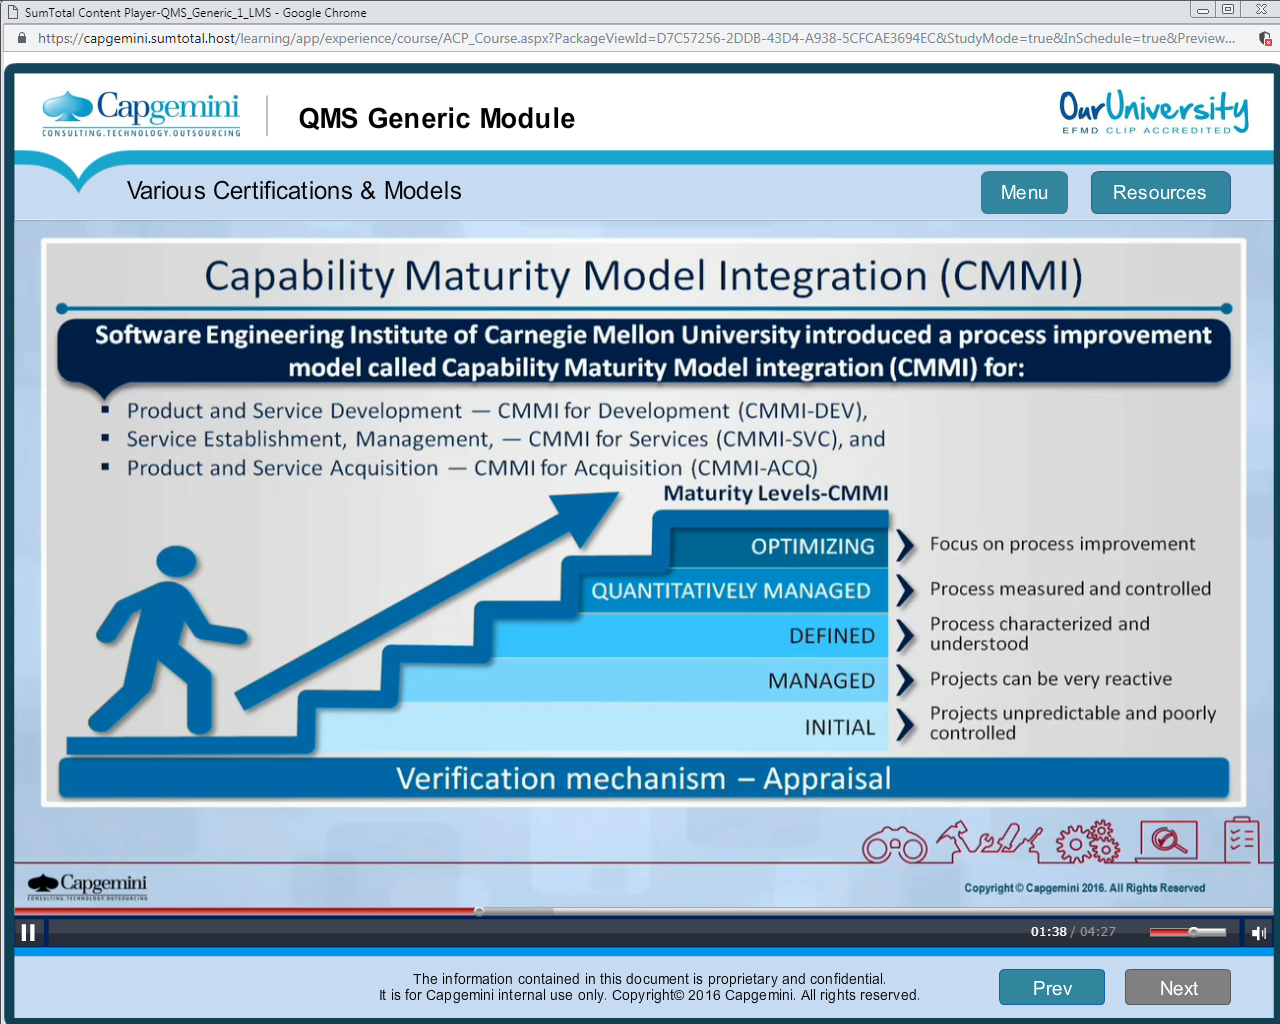 SumTotal Content Player-QMS_Generic_1_LMS - Google Chrome
https://capgemini.sumtotal.host/learning/app/experience/course/ACP_Course.aspx?PackageViewId=D7C57256-2DDB-43D4-A938-5CFCAE3694EC&StudyMode=true&InSchedule=true&Preview...
Capgemini
CONSULTING.TECHNOLOGY.OUTSOURCING
QMS Generic Module
OurUniversity
EFMD CLIP ACCREDITED
Various Certifications & Models
Menu
Resources
Capability Maturity Model Integration (CMMI)
Software Engineering Institute of Carnegie Mellon University introduced a process improvement
model called Capability Maturity Model integration (CMMI) for:
▪ Product and Service Development — CMMI for Development (CMMI-DEV),
▪ Service Establishment, Management, — CMMI for Services (CMMI-SVC), and
▪ Product and Service Acquisition — CMMI for Acquisition (CMMI-ACQ)
Maturity Levels-CMMI
OPTIMIZING
Focus on process improvement
QUANTITATIVELY MANAGED
Process measured and controlled
DEFINED
Process characterized and
understood
MANAGED
Projects can be very reactive
INITIAL
Projects unpredictable and poorly
controlled
Verification mechanism – Appraisal
Capgemini
CONSULTING.TECHNOLOGY.OUTSOURCING
Copyright © Capgemini 2016. All Rights Reserved
01:38 / 04:27
The information contained in this document is proprietary and confidential.
It is for Capgemini internal use only. Copyright© 2016 Capgemini. All rights reserved.
Prev
Next